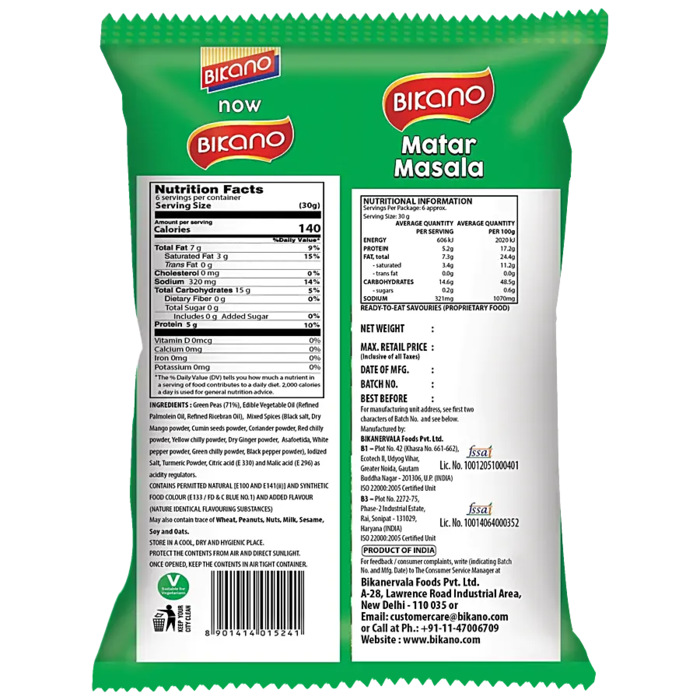 BIKANO
now
BIKANO
Nutrition Facts
6 servings per container
Serving Size (30g)
Amount per serving
Calories 140
%Daily Value*
Total Fat 7 g 9%
Saturated Fat 3 g 15%
Trans Fat 0 g
Cholesterol 0 mg 0%
Sodium 320 mg 14%
Total Carbohydrates 15 g 5%
Dietary Fiber 0 g 0%
Total Sugar 0 g
Includes 0 g Added Sugar 0%
Protein 5 g 10%
Vitamin D 0mcg 0%
Calcium 0mg 0%
Iron 0mg 0%
Potassium 0mg 0%
*The % Daily Value (DV) tells you how much a nutrient in
a serving of food contributes to a daily diet. 2,000 calories
a day is used for general nutrition advice.
INGREDIENTS : Green Peas (71%), Edible Vegetable Oil (Refined
Palmolein Oil, Refined Ricebran Oil), Mixed Spices (Black salt, Dry
Mango powder, Cumin seeds powder, Coriander powder, Red chilly
powder, Yellow chilly powder, Dry Ginger powder, Asafoetida, White
pepper powder, Green chilly powder, Black pepper powder), Iodized
Salt, Turmeric Powder, Citric acid (E 330) and Malic acid (E 296) as
acidity regulators.
CONTAINS PERMITTED NATURAL [E100 AND E141(ii)] AND SYNTHETIC
FOOD COLOUR (E133 / FD & C BLUE NO.1) AND ADDED FLAVOUR
(NATURE IDENTICAL FLAVOURING SUBSTANCES)
May also contain trace of Wheat, Peanuts, Nuts, Milk, Sesame,
Soy and Oats.
STORE IN A COOL, DRY AND HYGIENIC PLACE.
PROTECT THE CONTENTS FROM AIR AND DIRECT SUNLIGHT.
ONCE OPENED, KEEP THE CONTENTS IN AIR TIGHT CONTAINER.
V
Suitable for
Vegetarians
KEEP YOUR
CITY CLEAN
8 901414 015241
BIKANO
Matar
Masala
NUTRITIONAL INFORMATION
Servings Per Package: 6 approx.
Serving Size: 30 g
AVERAGE QUANTITY AVERAGE QUANTITY
PER SERVING PER 100g
ENERGY 606 kJ 2020 kJ
PROTEIN 5.2g 17.2g
FAT, total 7.3g 24.4g
- saturated 3.4g 11.2g
- trans fat 0.0g 0.0g
CARBOHYDRATES 14.6g 48.5g
- sugars 0.2g 0.6g
SODIUM 321mg 1070mg
READY-TO-EAT SAVOURIES (PROPRIETARY FOOD)
NET WEIGHT :
MAX. RETAIL PRICE :
(Inclusive of all Taxes)
DATE OF MFG. :
BATCH NO. :
BEST BEFORE :
For manufacturing unit address, see first two
characters of Batch No. and see below.
Manufactured by:
BIKANERVALA Foods Pvt. Ltd.
B1 – Plot No. 42 (Khasra No. 661-662),
Ecotech II, Udyog Vihar,
Greater Noida, Gautam
Buddha Nagar - 201306, U.P. (INDIA)
ISO 22000:2005 Certified Unit
fssai
Lic. No. 10012051000401
B3 – Plot No. 2272-75,
Phase-2 Industrial Estate,
Rai, Sonipat - 131029,
Haryana (INDIA)
ISO 22000:2005 Certified Unit
fssai
Lic. No. 10014064000352
PRODUCT OF INDIA
For feedback / consumer complaints, write (indicating Batch
No. and Mfg. Date) to The Consumer Service Manager at
Bikanervala Foods Pvt. Ltd.
A-28, Lawrence Road Industrial Area,
New Delhi - 110 035 or
Email: customercare@bikano.com
or Call at Ph.: +91-11-47006709
Website : www.bikano.com